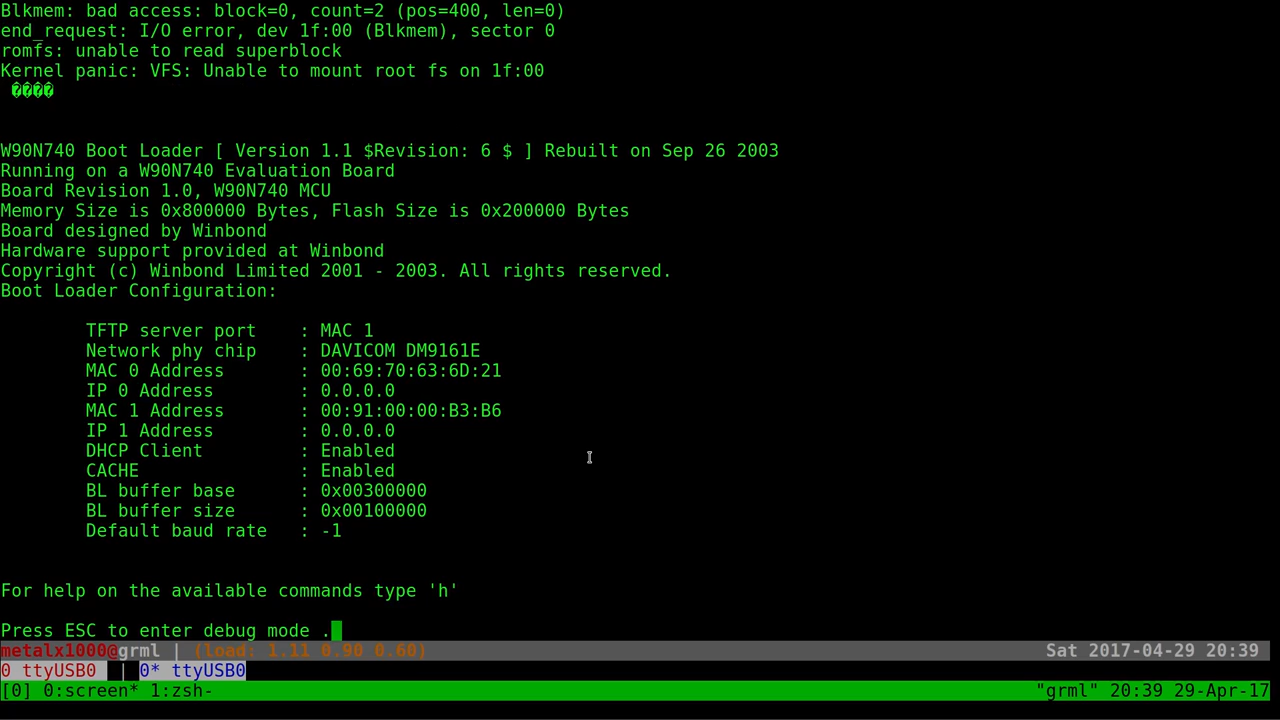 Blkmem: bad access: block=0, count=2 (pos=400, len=0)
end_request: I/O error, dev 1f:00 (Blkmem), sector 0
romfs: unable to read superblock
Kernel panic: VFS: Unable to mount root fs on 1f:00
����
W90N740 Boot Loader [ Version 1.1 $Revision: 6 $ ] Rebuilt on Sep 26 2003
Running on a W90N740 Evaluation Board
Board Revision 1.0, W90N740 MCU
Memory Size is 0x800000 Bytes, Flash Size is 0x200000 Bytes
Board designed by Winbond
Hardware support provided at Winbond
Copyright (c) Winbond Limited 2001 - 2003. All rights reserved.
Boot Loader Configuration:
TFTP server port : MAC 1
Network phy chip : DAVICOM DM9161E
MAC 0 Address : 00:69:70:63:6D:21
IP 0 Address : 0.0.0.0
MAC 1 Address : 00:91:00:00:B3:B6
IP 1 Address : 0.0.0.0
DHCP Client : Enabled
CACHE : Enabled
BL buffer base : 0x00300000
BL buffer size : 0x00100000
Default baud rate : -1
For help on the available commands type 'h'
Press ESC to enter debug mode .
metalx1000@grml | (load: 1.11 0.90 0.60) Sat 2017-04-29 20:39
0 ttyUSB0 | 0* ttyUSB0
[0] 0:screen* 1:zsh- "grml" 20:39 29-Apr-17